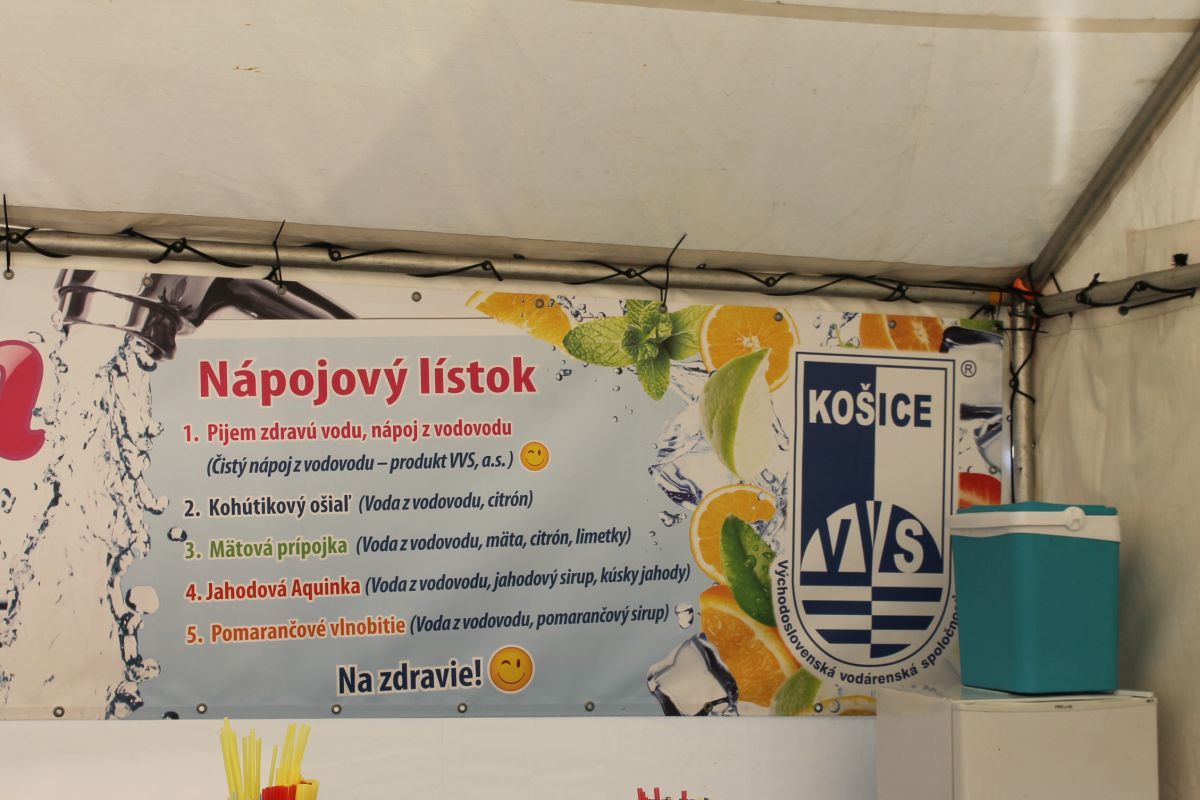 Nápojový lístok
1. Pijem zdravú vodu, nápoj z vodovodu
(Čistý nápoj z vodovodu – produkt VVS, a.s.)
2. Kohútikový ošiaľ (Voda z vodovodu, citrón)
3. Mätová prípojka (Voda z vodovodu, mäta, citrón, limetky)
4. Jahodová Aquinka (Voda z vodovodu, jahodový sirup, kúsky jahody)
5. Pomarančové vlnobitie (Voda z vodovodu, pomarančový sirup)
Na zdravie!
KOŠICE
®
VVS
Východoslovenská vodárenská